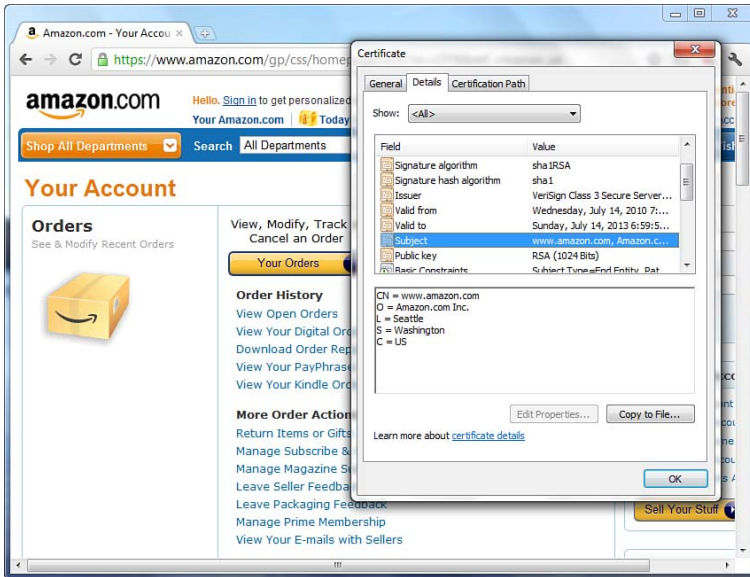 Amazon.com - Your Accou
https://www.amazon.com/gp/css/homep
amazon.com
Hello. Sign in to get personalized
Your Amazon.com Today
Shop All Departments
Search All Departments
Your Account
Orders
See & Modify Recent Orders
View, Modify, Track
Cancel an Order
Your Orders
Order History
View Open Orders
View Your Digital Ord
Download Order Rep
View Your PayPhrase
View Your Kindle Ord
More Order Action
Return Items or Gifts
Manage Subscribe &
Manage Magazine Su
Leave Seller Feedba
Leave Packaging Feedback
Manage Prime Membership
View Your E-mails with Sellers
Certificate
General Details Certification Path
Show: <All>
Field Value
Signature algorithm sha1RSA
Signature hash algorithm sha1
Issuer VeriSign Class 3 Secure Server...
Valid from Wednesday, July 14, 2010 7:...
Valid to Sunday, July 14, 2013 6:59:5...
Subject www.amazon.com, Amazon.c...
Public key RSA (1024 Bits)
Basic Constraints Subject Type=End Entity, Pat
CN = www.amazon.com
O = Amazon.com Inc.
L = Seattle
S = Washington
C = US
Edit Properties... Copy to File...
Learn more about certificate details
OK
Sell Your Stuff